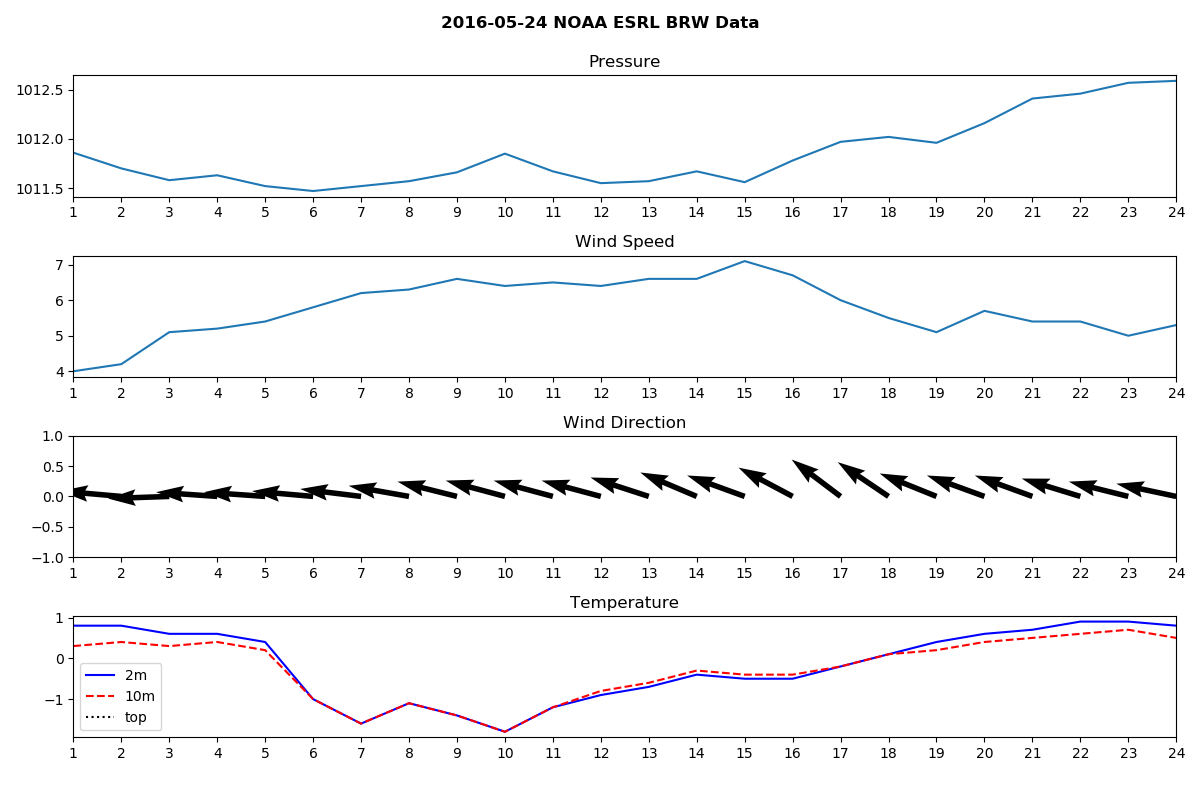 2016-05-24 NOAA ESRL BRW Data
Pressure
1012.5
1012.0
1011.5
1 2 3 4 5 6 7 8 9 10 11 12 13 14 15 16 17 18 19 20 21 22 23 24
Wind Speed
7
6
5
4
1 2 3 4 5 6 7 8 9 10 11 12 13 14 15 16 17 18 19 20 21 22 23 24
Wind Direction
1.0
0.5
0.0
−0.5
−1.0
1 2 3 4 5 6 7 8 9 10 11 12 13 14 15 16 17 18 19 20 21 22 23 24
Temperature
1
0
−1
2m
10m
top
1 2 3 4 5 6 7 8 9 10 11 12 13 14 15 16 17 18 19 20 21 22 23 24